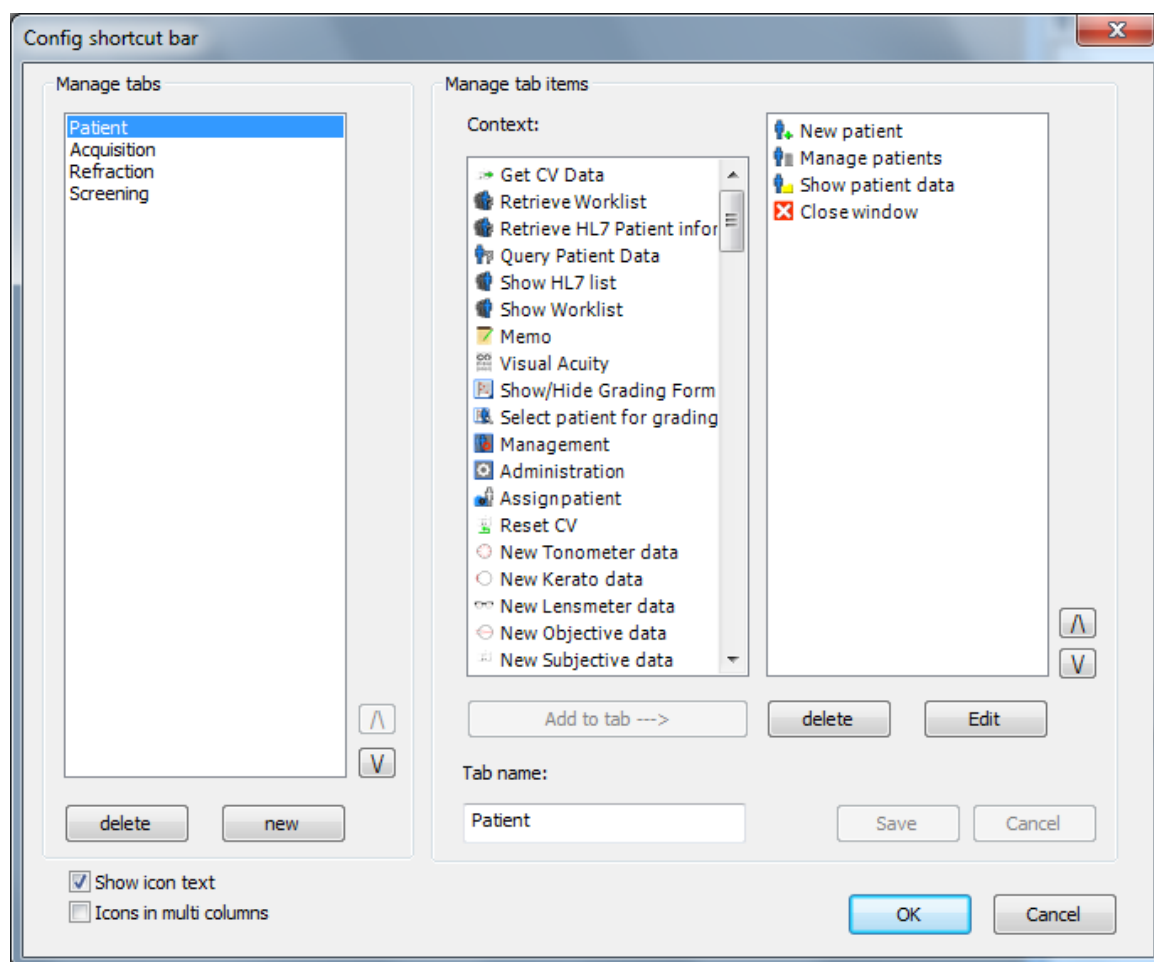 Config shortcut bar
Manage tabs
Patient
Acquisition
Refraction
Screening
/\
V
delete
new
Manage tab items
Context:
Get CV Data
Retrieve Worklist
Retrieve HL7 Patient infor
Query Patient Data
Show HL7 list
Show Worklist
Memo
Visual Acuity
Show/Hide Grading Form
Select patient for grading
Management
Administration
Assign patient
Reset CV
New Tonometer data
New Kerato data
New Lensmeter data
New Objective data
New Subjective data
New patient
Manage patients
Show patient data
Close window
/\
V
Add to tab --->
delete
Edit
Tab name:
Patient
Save
Cancel
Show icon text
Icons in multi columns
OK
Cancel